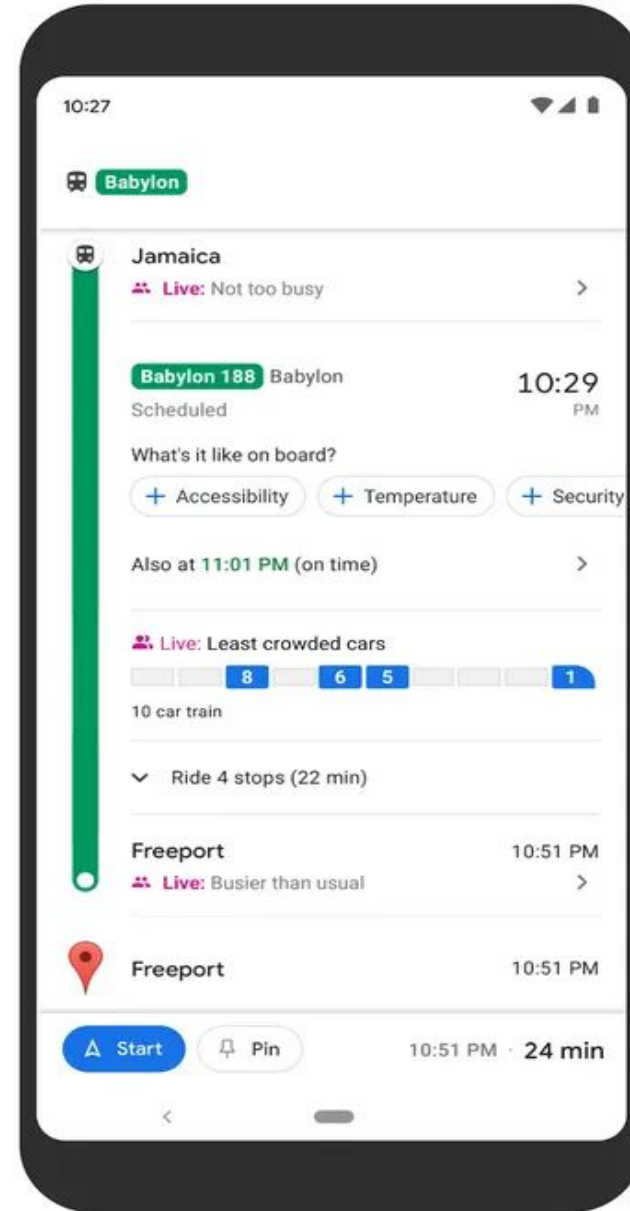 10:27
Babylon
Jamaica
Live: Not too busy
Babylon 188 Babylon
10:29
Scheduled
PM
What's it like on board?
+ Accessibility + Temperature + Security
Also at 11:01 PM (on time)
Live: Least crowded cars
8 6 5 1
10 car train
Ride 4 stops (22 min)
Freeport 10:51 PM
Live: Busier than usual
Freeport 10:51 PM
Start Pin 10:51 PM · 24 min